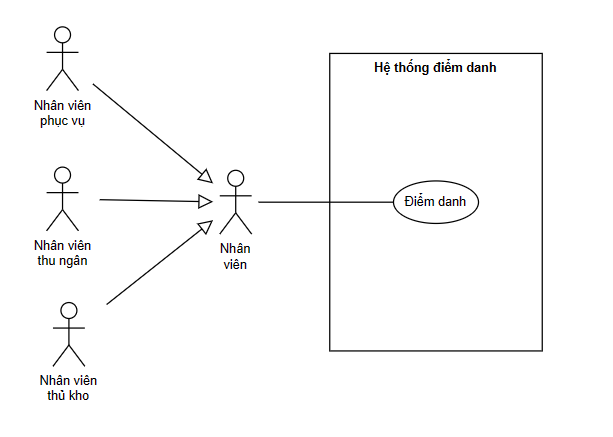 Nhân viên
phục vụ
Hệ thống điểm danh
Nhân viên
thu ngân
Nhân
viên
Điểm danh
Nhân viên
thủ kho